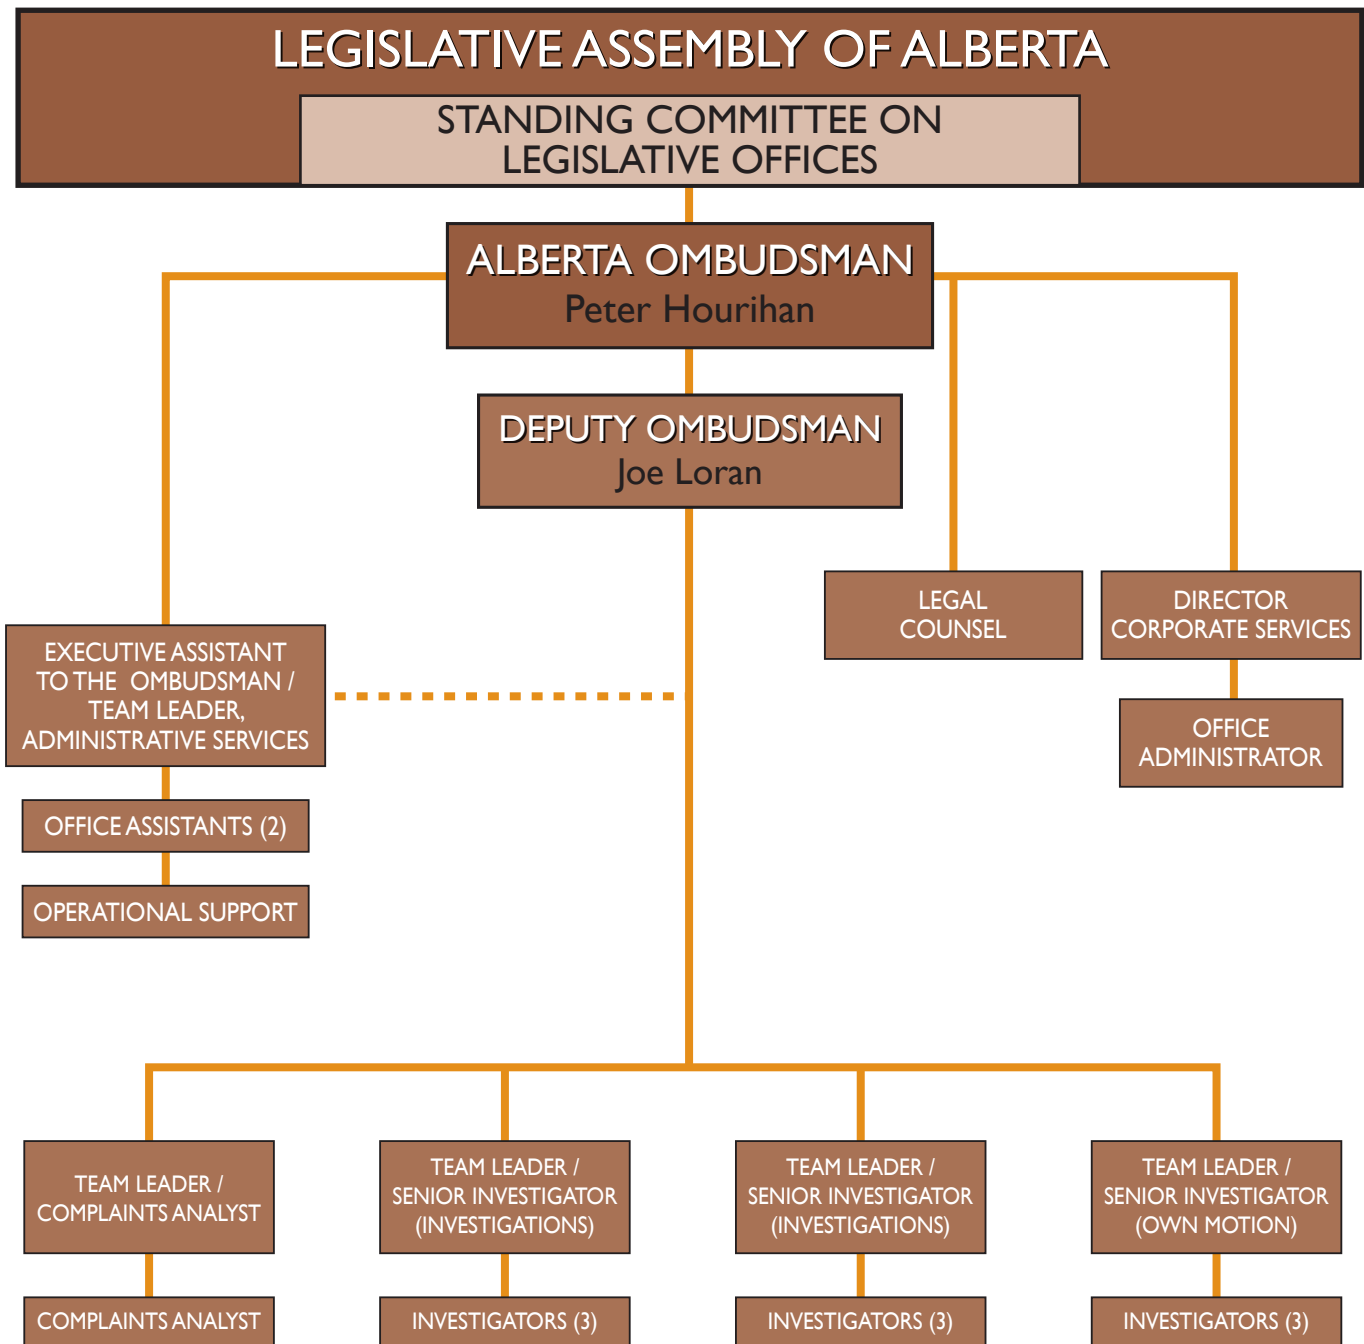 LEGISLATIVE ASSEMBLY OF ALBERTA
STANDING COMMITTEE ON
LEGISLATIVE OFFICES
ALBERTA OMBUDSMAN
Peter Hourihan
DEPUTY OMBUDSMAN
Joe Loran
LEGAL
COUNSEL
DIRECTOR
CORPORATE SERVICES
EXECUTIVE ASSISTANT
TO THE OMBUDSMAN /
TEAM LEADER,
ADMINISTRATIVE SERVICES
OFFICE
ADMINISTRATOR
OFFICE ASSISTANTS (2)
OPERATIONAL SUPPORT
TEAM LEADER /
COMPLAINTS ANALYST
TEAM LEADER /
SENIOR INVESTIGATOR
(INVESTIGATIONS)
TEAM LEADER /
SENIOR INVESTIGATOR
(INVESTIGATIONS)
TEAM LEADER /
SENIOR INVESTIGATOR
(OWN MOTION)
COMPLAINTS ANALYST
INVESTIGATORS (3)
INVESTIGATORS (3)
INVESTIGATORS (3)